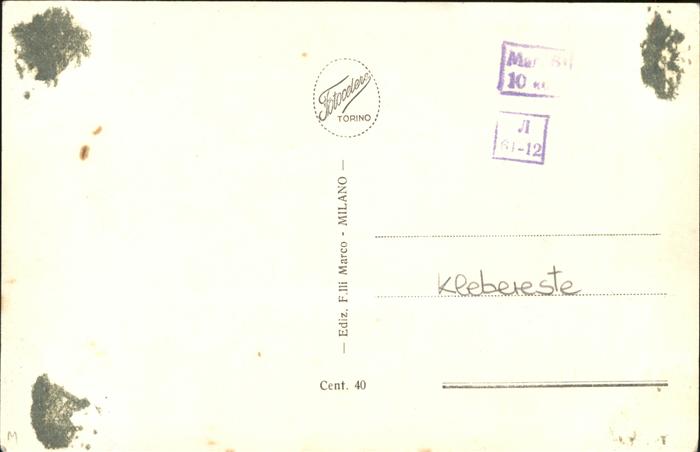 Fotocelere
TORINO
10
Л
61-12
— Ediz. F.lli Marco - MILANO —
Klebereste
Cent. 40
M